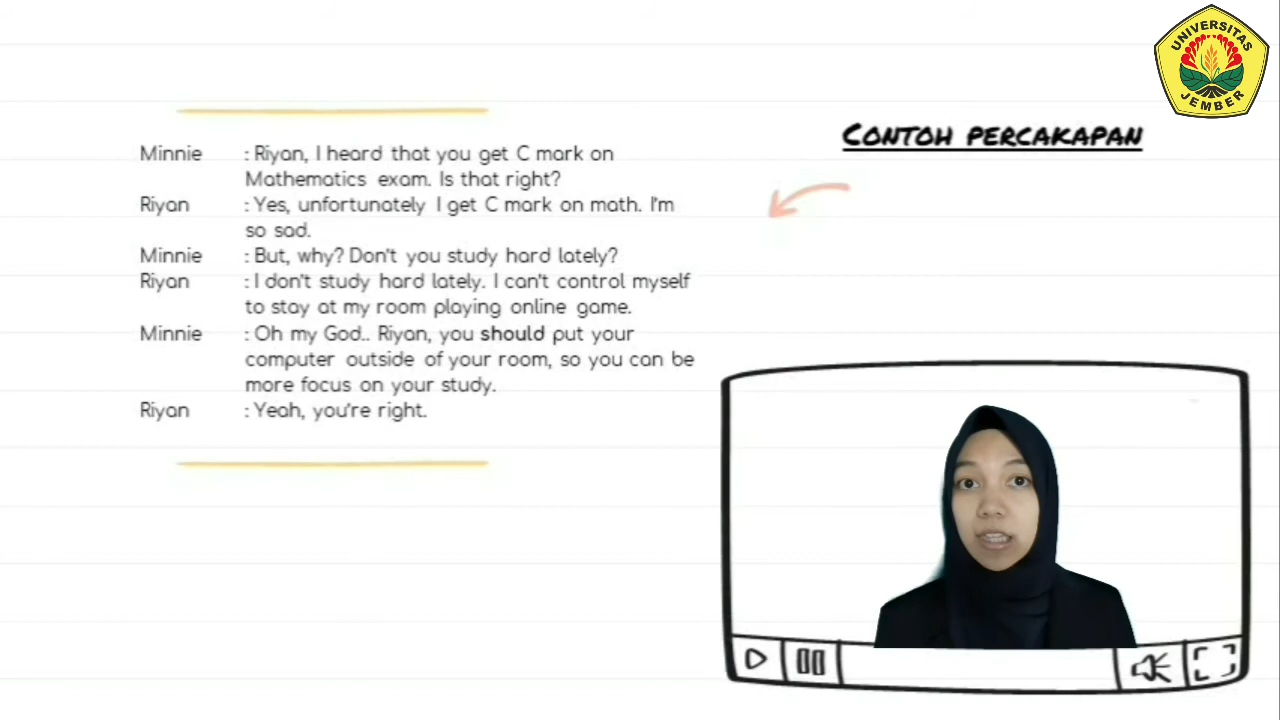 UNIVERSITAS
JEMBER
CONTOH PERCAKAPAN
Minnie : Riyan, I heard that you get C mark on
Mathematics exam. Is that right?
Riyan : Yes, unfortunately I get C mark on math. I'm
so sad.
Minnie : But, why? Don't you study hard lately?
Riyan : I don't study hard lately. I can't control myself
to stay at my room playing online game.
Minnie : Oh my God.. Riyan, you should put your
computer outside of your room, so you can be
more focus on your study.
Riyan : Yeah, you're right.